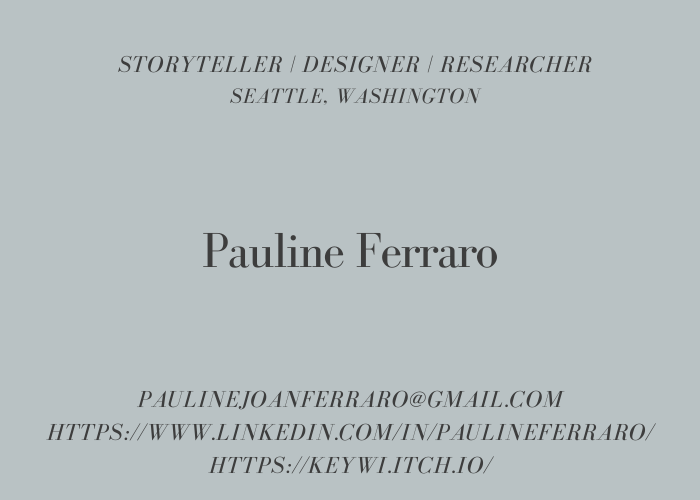 STORYTELLER | DESIGNER | RESEARCHER
SEATTLE, WASHINGTON
Pauline Ferraro
PAULINEJOANFERRARO@GMAIL.COM
HTTPS://WWW.LINKEDIN.COM/IN/PAULINEFERRARO/
HTTPS://KEYWI.ITCH.IO/